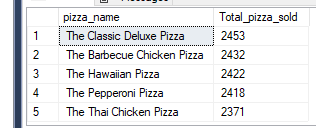 pizza_name Total_pizza_sold
1 The Classic Deluxe Pizza 2453
2 The Barbecue Chicken Pizza 2432
3 The Hawaiian Pizza 2422
4 The Pepperoni Pizza 2418
5 The Thai Chicken Pizza 2371